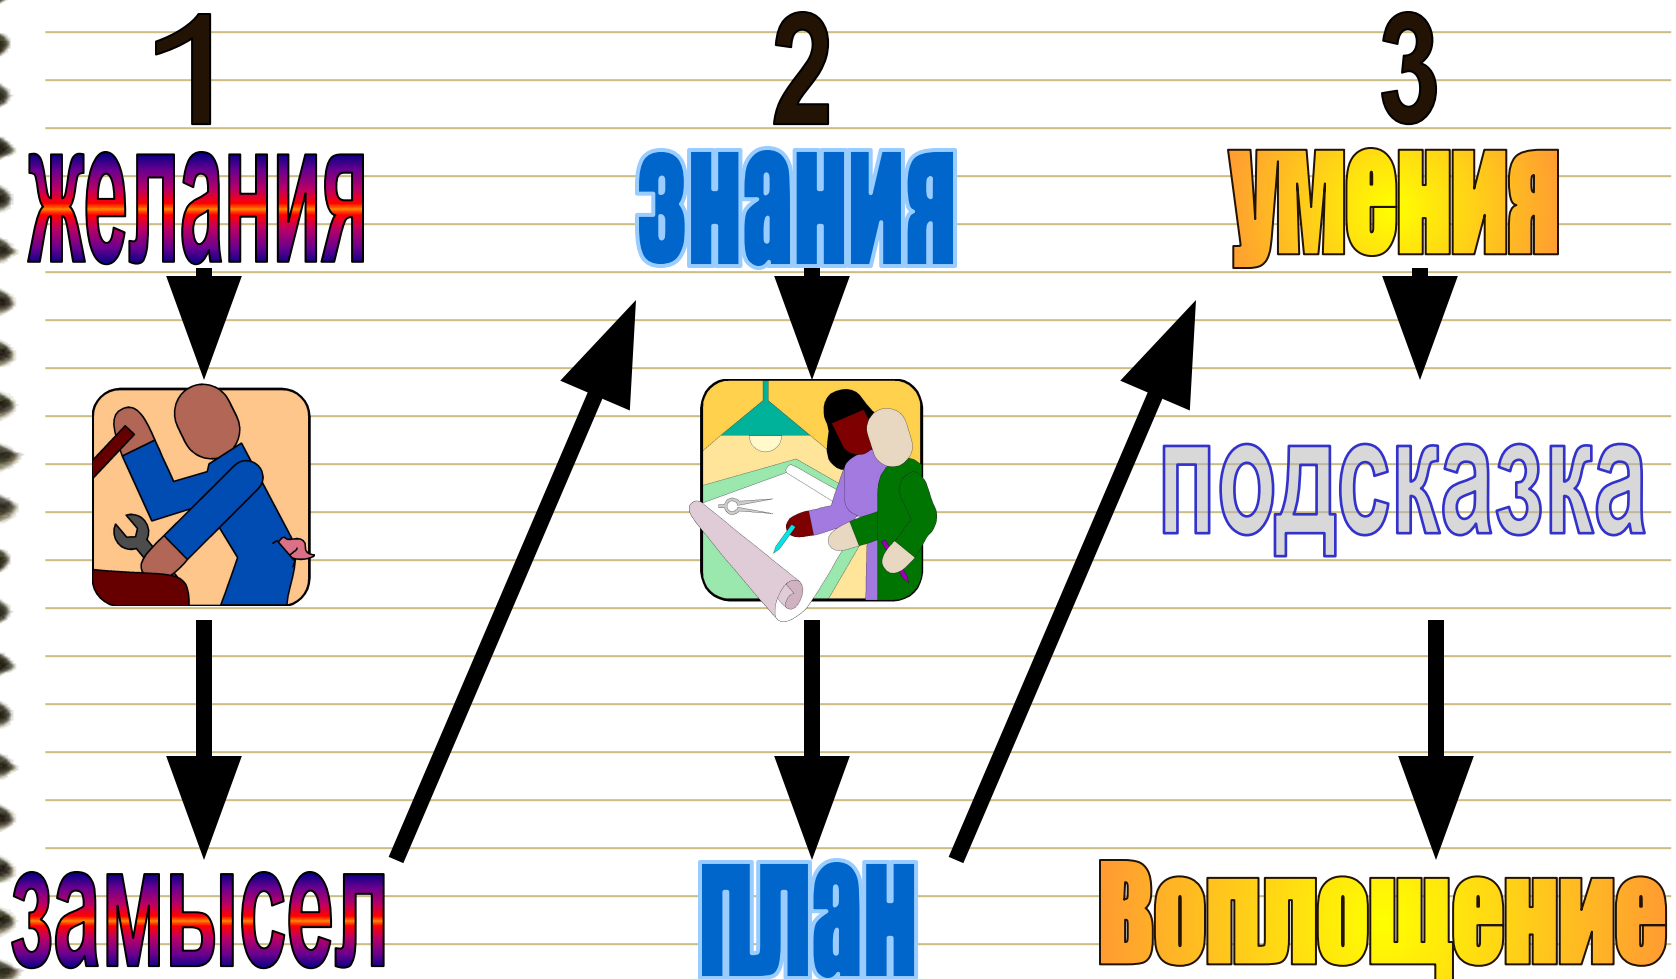 1 2 3
желания знания умения
подсказка
замысел план Воплощение